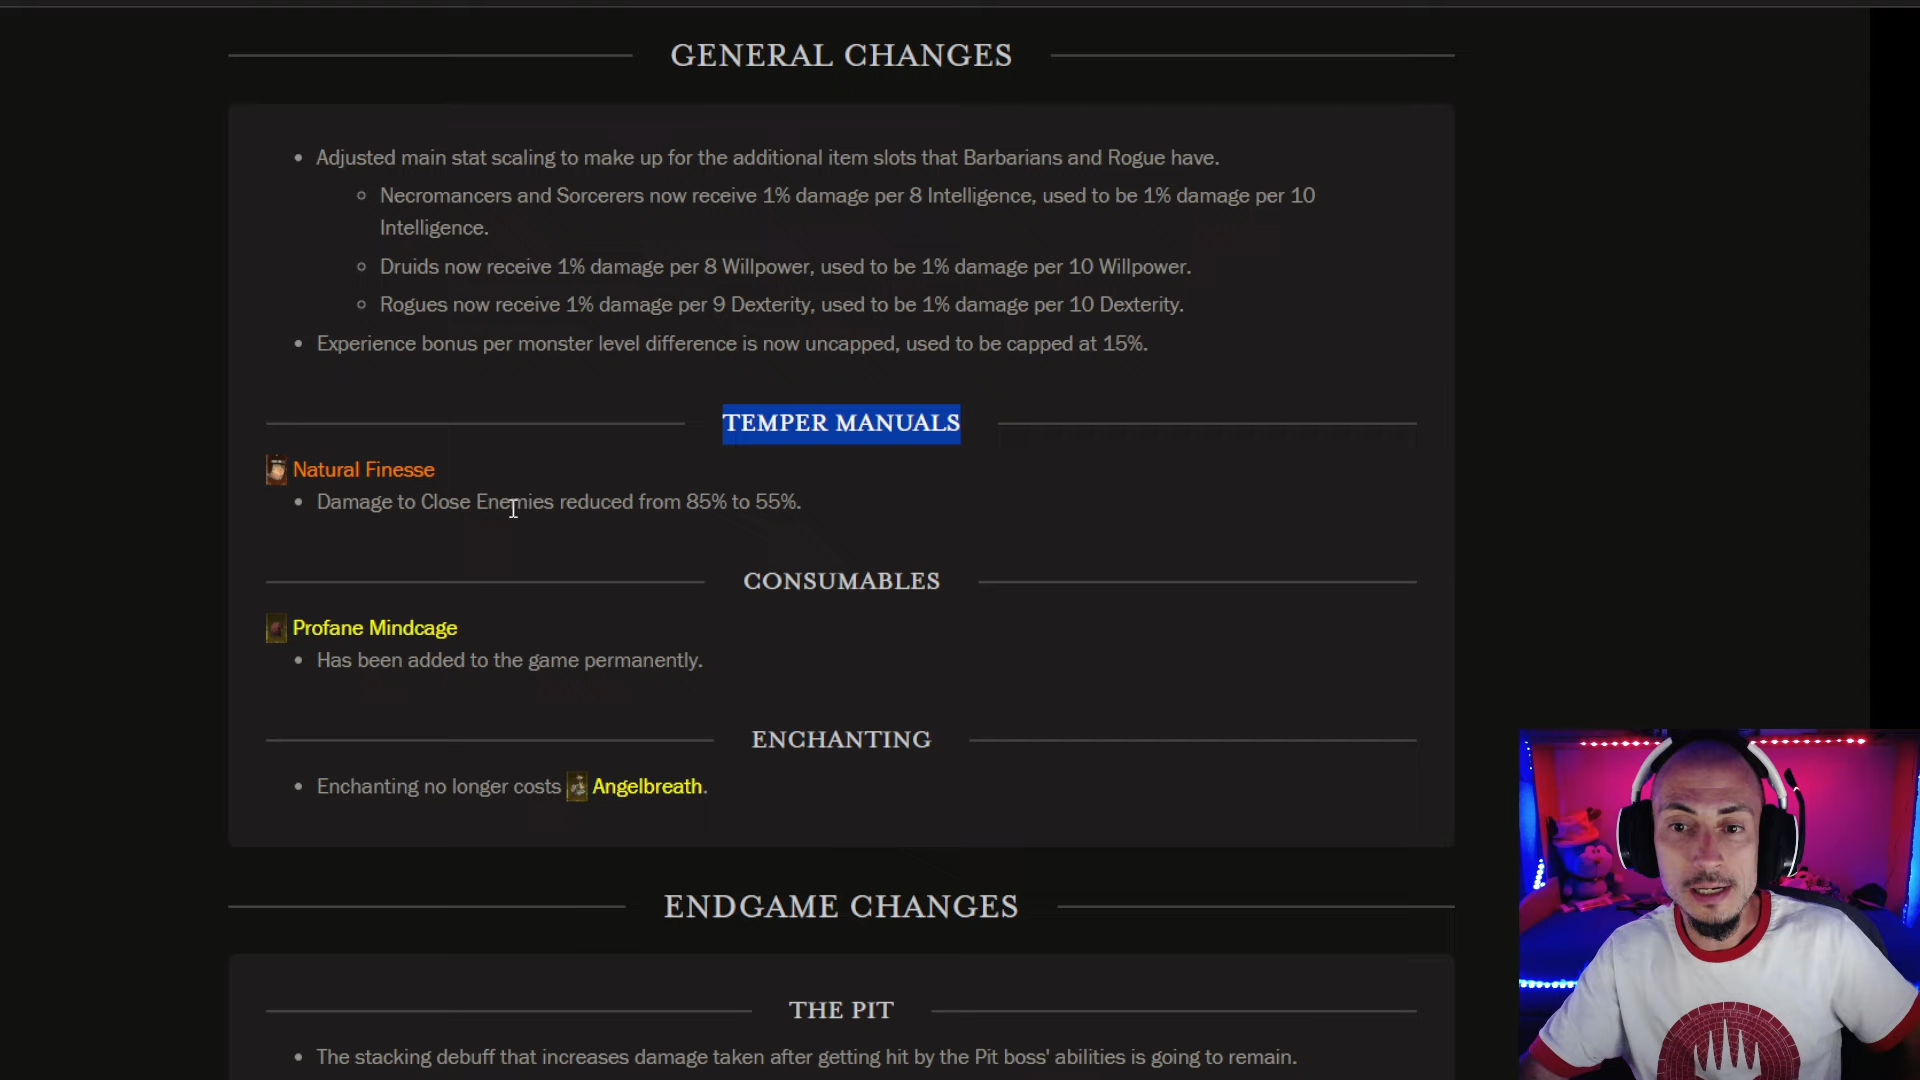 GENERAL CHANGES
• Adjusted main stat scaling to make up for the additional item slots that Barbarians and Rogue have.
○ Necromancers and Sorcerers now receive 1% damage per 8 Intelligence, used to be 1% damage per 10
Intelligence.
○ Druids now receive 1% damage per 8 Willpower, used to be 1% damage per 10 Willpower.
○ Rogues now receive 1% damage per 9 Dexterity, used to be 1% damage per 10 Dexterity.
• Experience bonus per monster level difference is now uncapped, used to be capped at 15%.
TEMPER MANUALS
Natural Finesse
• Damage to Close Enemies reduced from 85% to 55%.
CONSUMABLES
Profane Mindcage
• Has been added to the game permanently.
ENCHANTING
• Enchanting no longer costs Angelbreath.
ENDGAME CHANGES
THE PIT
• The stacking debuff that increases damage taken after getting hit by the Pit boss' abilities is going to remain.